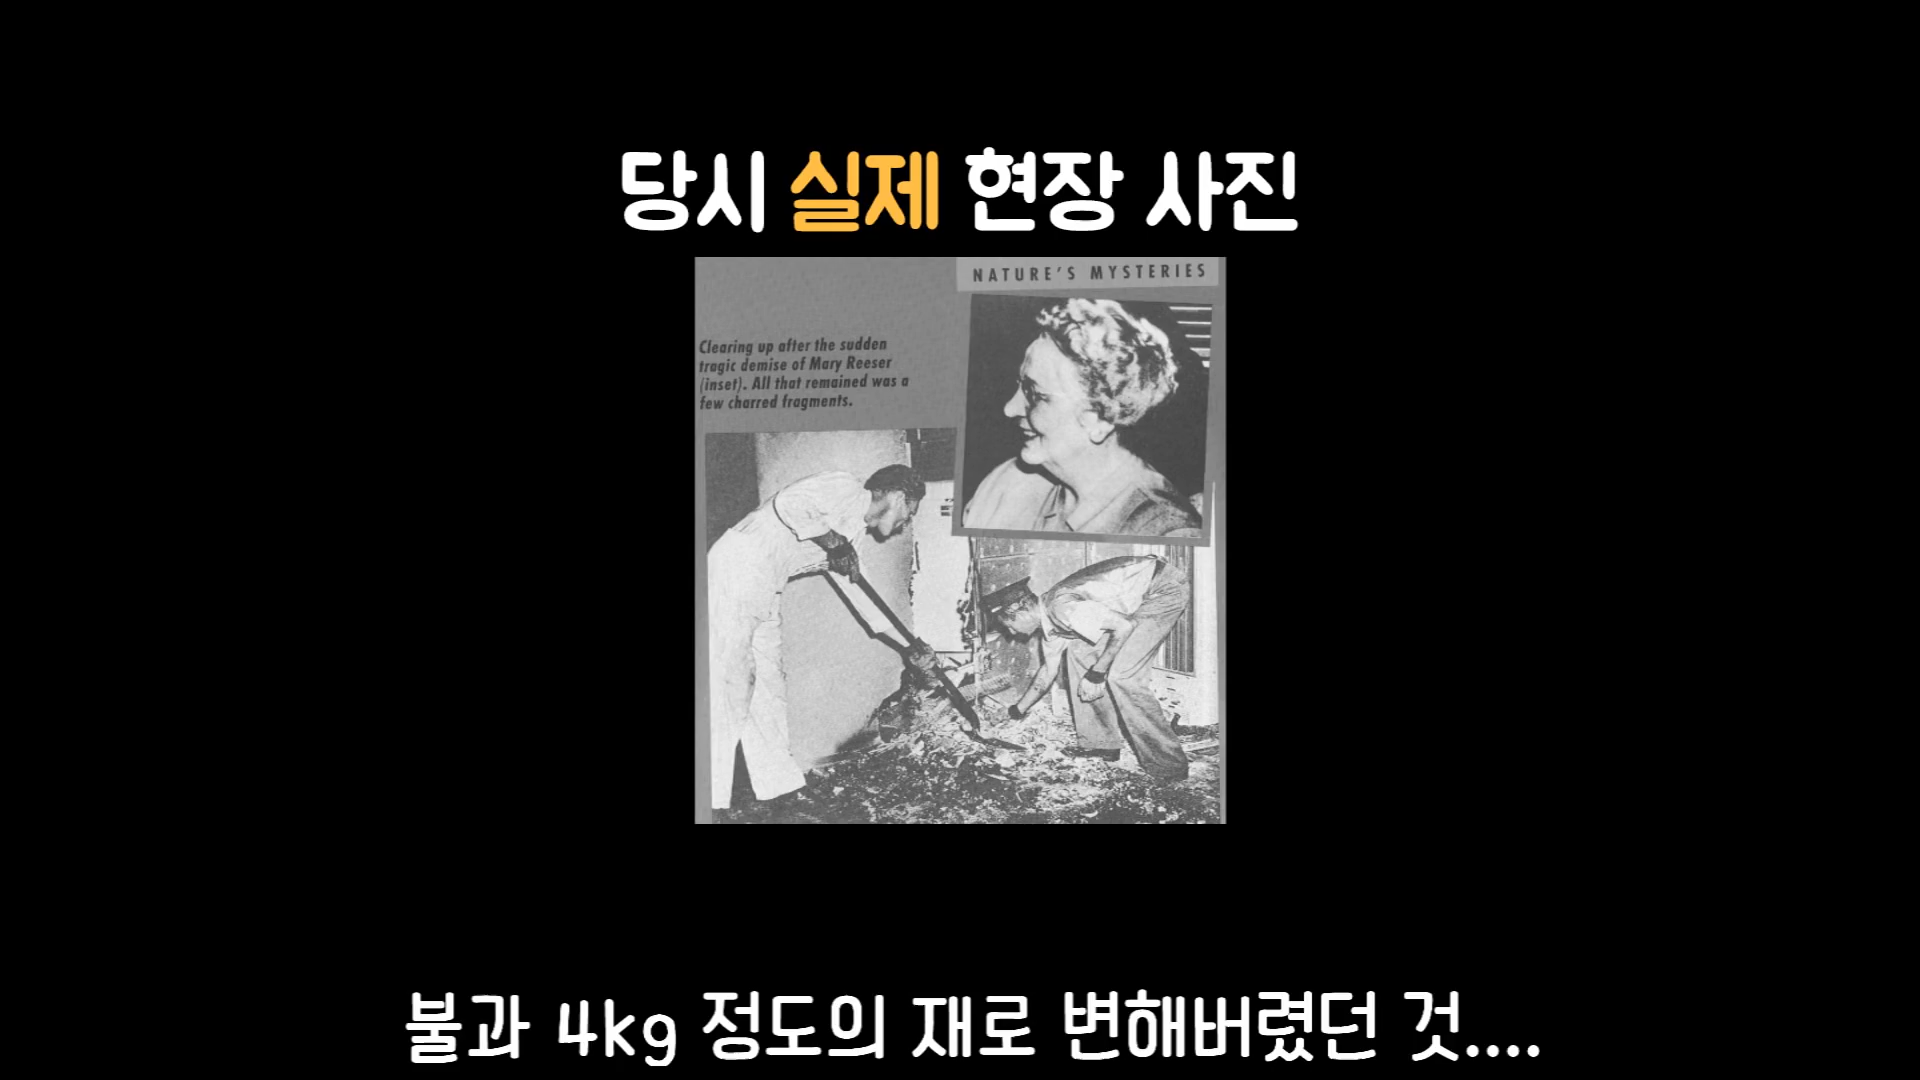 당시 실제 현장 사진
NATURE'S MYSTERIES
Clearing up after the sudden
tragic demise of Mary Reeser
(inset). All that remained was a
few charred fragments.
불과 4kg 정도의 재로 변해버렸던 것....